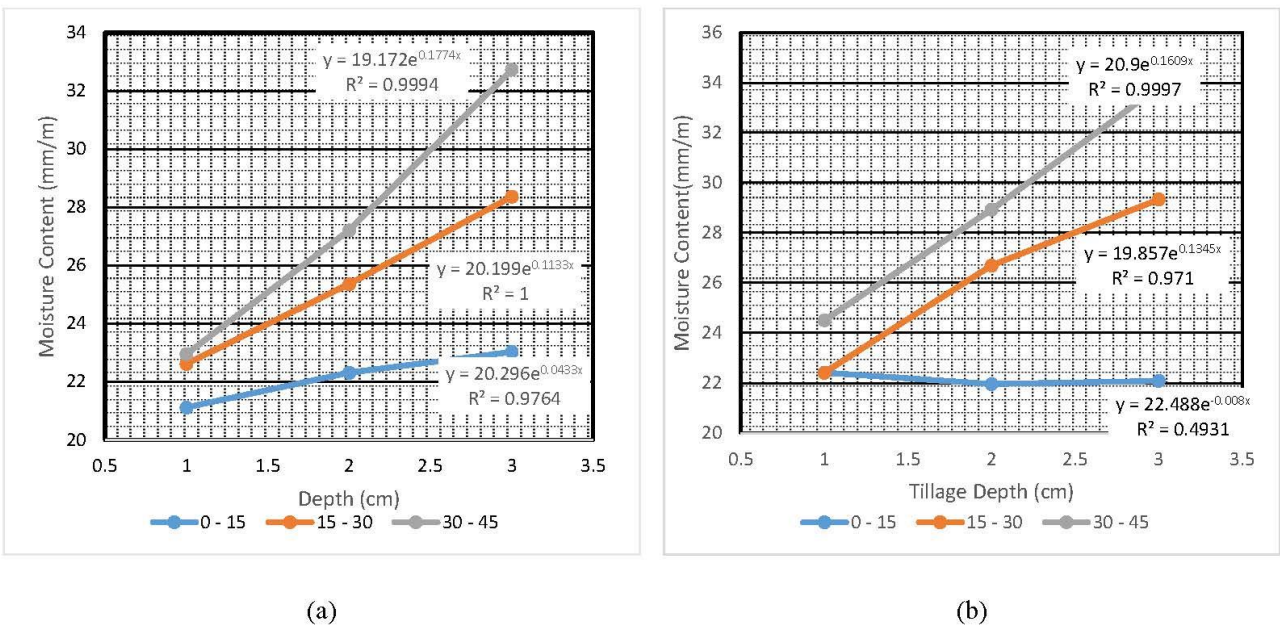 34
32
30
28
26
24
22
20
Moisture Content (mm/m)
y = 19.172e^0.1774x
R² = 0.9994
y = 20.199e^0.1133x
R² = 1
y = 20.296e^0.0433x
R² = 0.9764
0.5 1 1.5 2 2.5 3 3.5
Depth (cm)
0 - 15 15 - 30 30 - 45
(a)
36
34
32
30
28
26
24
22
20
Moisture Content(mm/m)
y = 20.9e^0.1609x
R² = 0.9997
y = 19.857e^0.1345x
R² = 0.971
y = 22.488e^-0.008x
R² = 0.4931
0.5 1 1.5 2 2.5 3 3.5
Tillage Depth (cm)
0 - 15 15 - 30 30 - 45
(b)